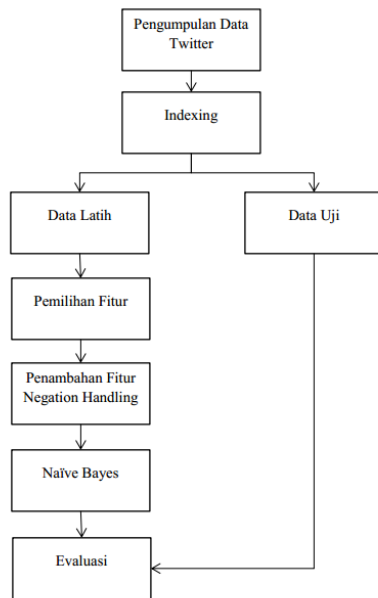 Pengumpulan Data
Twitter
Indexing
Data Latih
Data Uji
Pemilihan Fitur
Penambahan Fitur
Negation Handling
Naïve Bayes
Evaluasi